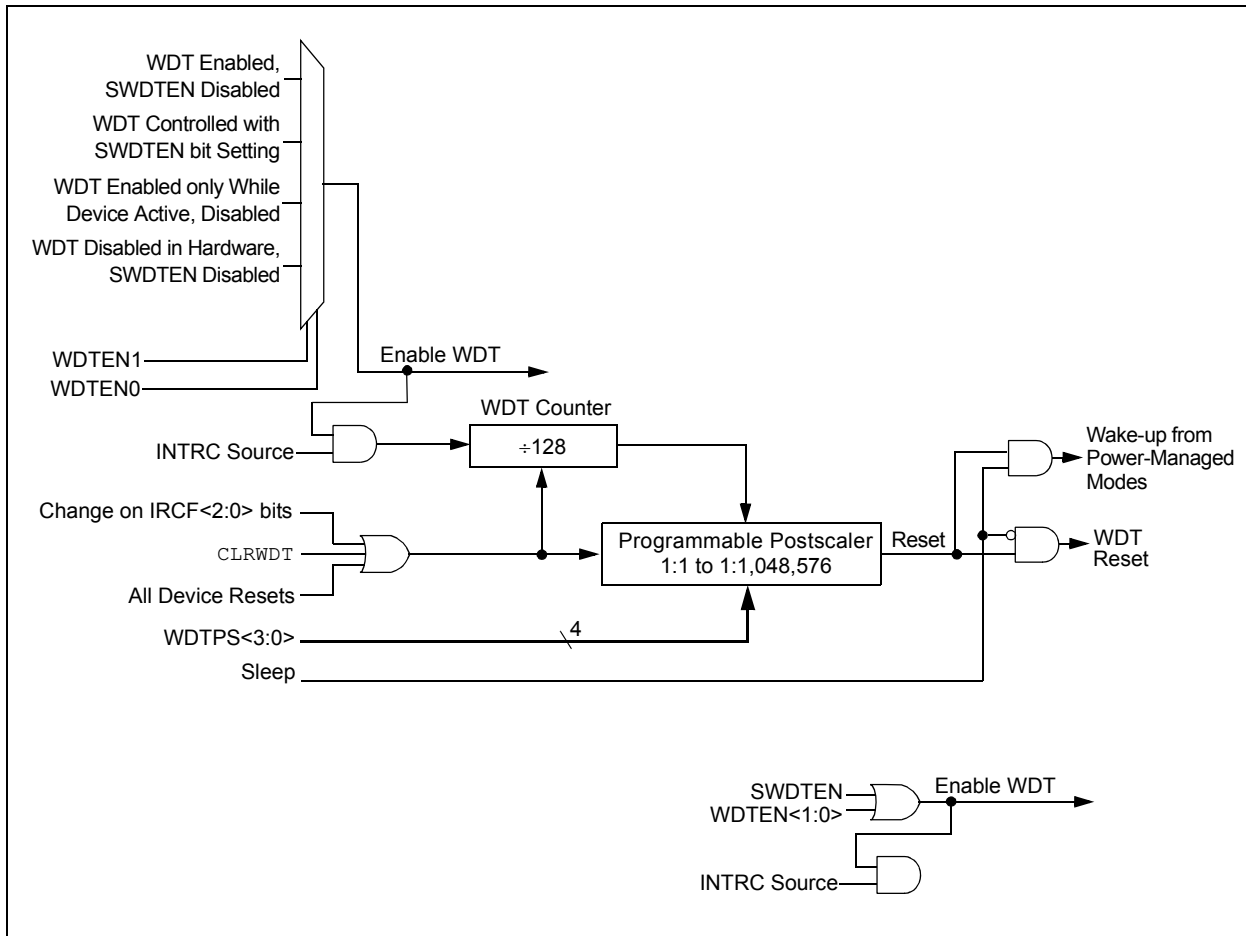 WDT Enabled,
SWDTEN Disabled
WDT Controlled with
SWDTEN bit Setting
WDT Enabled only While
Device Active, Disabled
WDT Disabled in Hardware,
SWDTEN Disabled
WDTEN1
WDTEN0
Enable WDT
WDT Counter
INTRC Source
÷128
Wake-up from
Power-Managed
Modes
Change on IRCF<2:0> bits
CLRWDT
All Device Resets
Programmable Postscaler
1:1 to 1:1,048,576
Reset
WDT
Reset
WDTPS<3:0>
4
Sleep
SWDTEN
WDTEN<1:0>
Enable WDT
INTRC Source